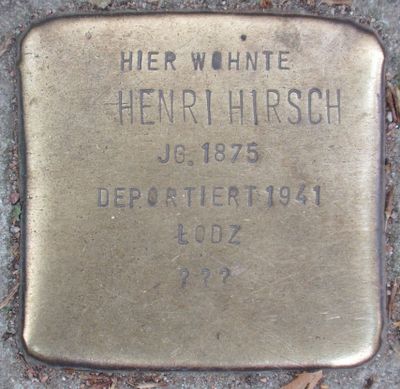 HIER WOHNTE
HENRI HIRSCH
JG. 1875
DEPORTIERT 1941
ŁODZ
???